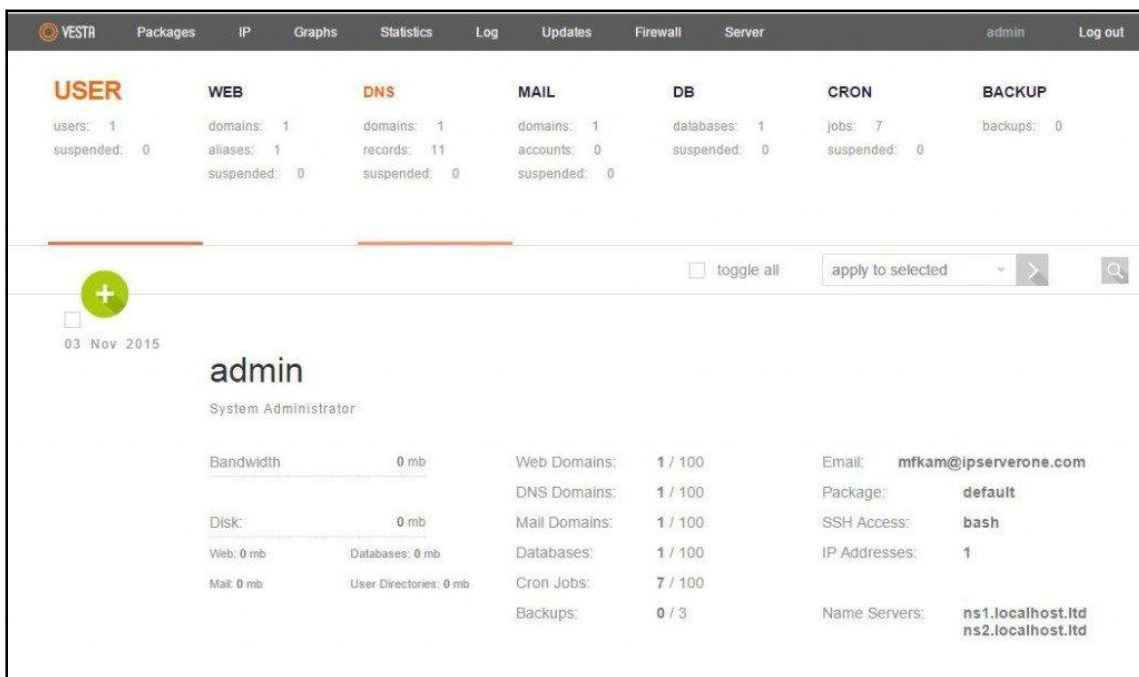 VESTA Packages IP Graphs Statistics Log Updates Firewall Server admin Log out
USER WEB DNS MAIL DB CRON BACKUP
users: 1 domains: 1 domains: 1 domains: 1 databases: 1 jobs: 7 backups: 0
suspended: 0 aliases: 1 records: 11 accounts: 0 suspended: 0 suspended: 0
suspended: 0 suspended: 0 suspended: 0
toggle all apply to selected
03 Nov 2015
admin
System Administrator
Bandwidth 0 mb Web Domains: 1 / 100 Email: mfkam@ipserverone.com
DNS Domains: 1 / 100 Package: default
Disk: 0 mb Mail Domains: 1 / 100 SSH Access: bash
Web: 0 mb Databases: 0 mb Databases: 1 / 100 IP Addresses: 1
Mail: 0 mb User Directories: 0 mb Cron Jobs: 7 / 100
Backups: 0 / 3 Name Servers: ns1.localhost.ltd
ns2.localhost.ltd